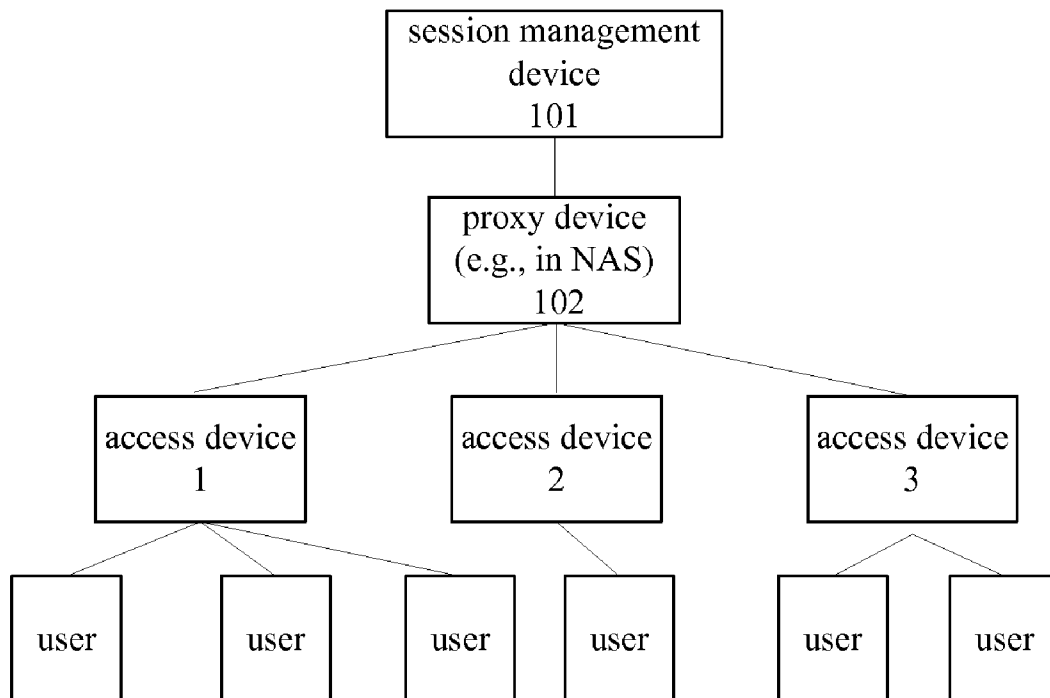 session management
device
101
proxy device
(e.g., in NAS)
102
access device
1
access device
2
access device
3
user
user
user
user
user
user